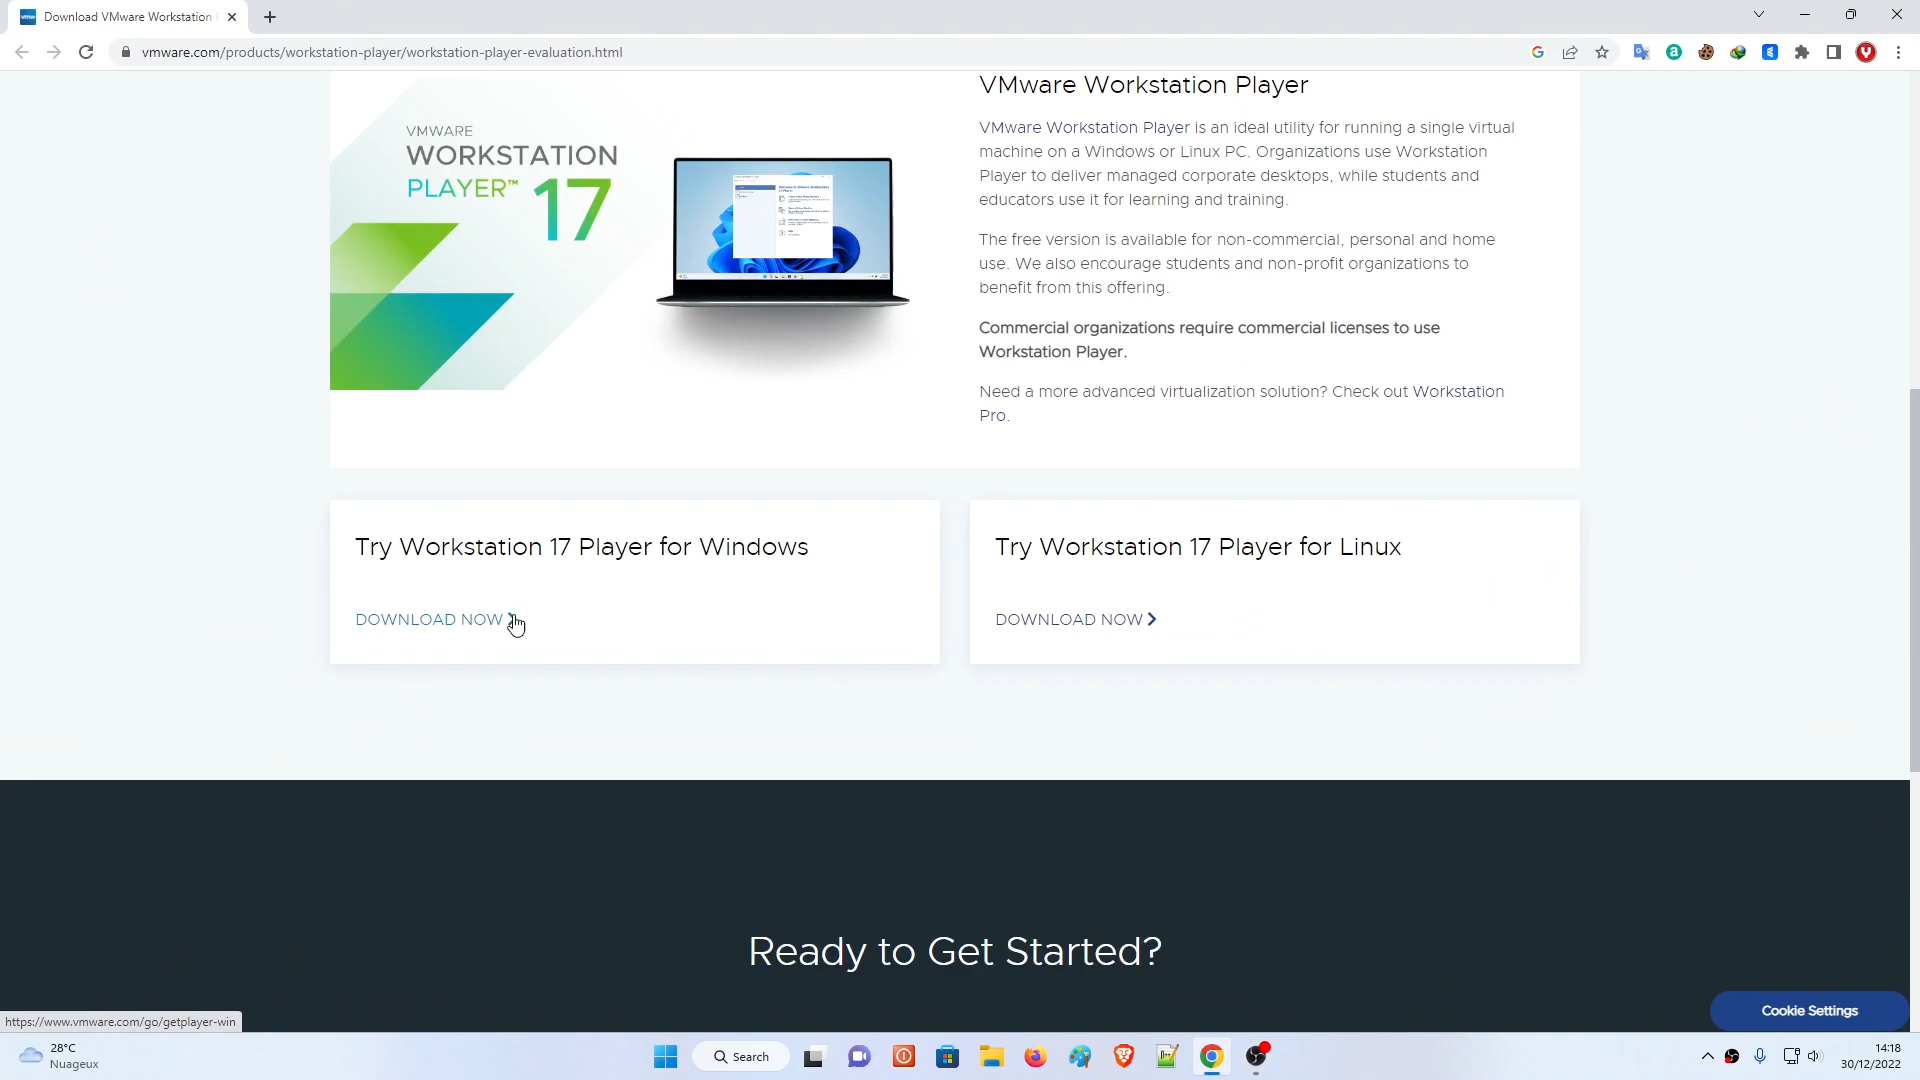 Download VMware Workstation
vmware.com/products/workstation-player/workstation-player-evaluation.html
VMWARE
WORKSTATION
PLAYER™ 17
VMware Workstation Player
VMware Workstation Player is an ideal utility for running a single virtual
machine on a Windows or Linux PC. Organizations use Workstation
Player to deliver managed corporate desktops, while students and
educators use it for learning and training.
The free version is available for non-commercial, personal and home
use. We also encourage students and non-profit organizations to
benefit from this offering.
Commercial organizations require commercial licenses to use
Workstation Player.
Need a more advanced virtualization solution? Check out Workstation
Pro.
Try Workstation 17 Player for Windows
DOWNLOAD NOW
Try Workstation 17 Player for Linux
DOWNLOAD NOW
Ready to Get Started?
Cookie Settings
https://www.vmware.com/go/getplayer-win
28°C
Nuageux
Search
14:18
30/12/2022